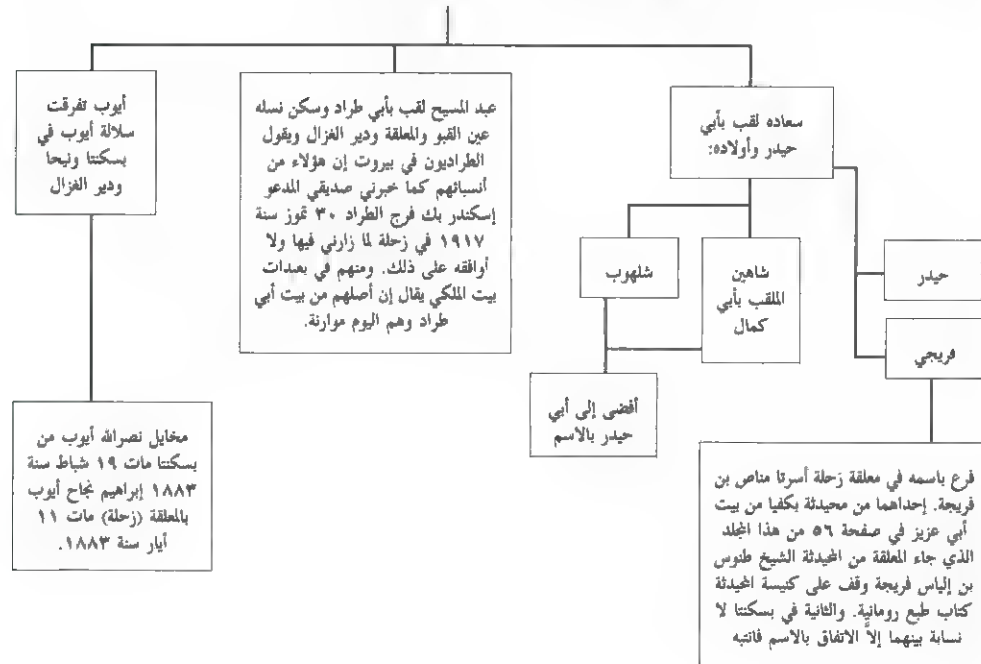 سعاده لقب بأبي
حيدر وأولاده:
حيدر
فريجي
شاهين
الملقب بأبي
كمال
شلهوب
أفضى إلى أبي
حيدر بالاسم
فرع باسمه في معلقة زحلة أسرتا مناص بن
فريجة. إحداهما من محيدثة بكفيا من بيت
أبي عزيز في صفحة ٥٦ من هذا المجلد
الذي جاء المعلقة من المحيدثة الشيخ طنوس
بن إلياس فريجة وقف على كنيسة المحيدثة
كتاب طبع رومانية. والثانية في بسكنتا لا
نسابة بينهما إلاَّ الاتفاق بالاسم فانتبه
عبد المسيح لقب بأبي طراد وسكن نسله
عين القبو والمعلقة ودير الغزال ويقول
الطراديون في بيروت إن هؤلاء من
أنسبائهم كما خبرني صديقي المدعو
إسكندر بك فرج الطراد ٣٠ تموز سنة
١٩١٧ في زحلة لما زارني فيها ولا
أوافقه على ذلك. ومنهم في بعبدات
بيت الملكي يقال إن أصلهم من بيت أبي
طراد وهم اليوم موارنة.
أيوب تفرقت
سلالة أيوب في
بسكنتا ونيحا
ودير الغزال
مخايل نصرالله أيوب من
بسكنتا مات ١٩ شباط سنة
١٨٨٣ إبراهيم نجاح أيوب
بالمعلقة (زحلة) مات ١١
أيار سنة ١٨٨٣.